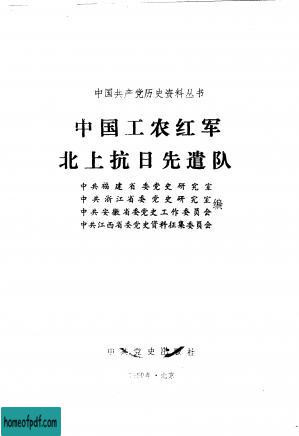 中国共产党历史资料丛书
中国工农红军
北上抗日先遣队
中共福建省委党史研究室
中共浙江省委党史研究室
中共安徽省委党史工作委员会
中共江西省委党史资料征集委员会
编
中共党史出版社
1990年·北京
homeofpdf.com